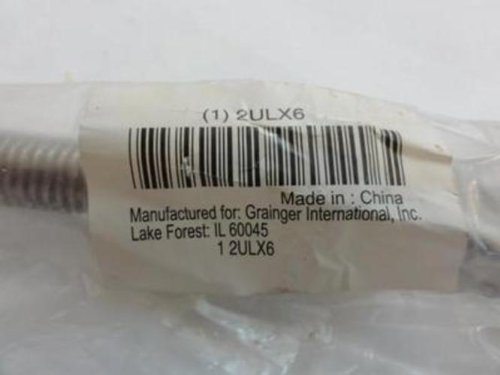 (1) 2ULX6
Made in : China
Manufactured for: Grainger International, Inc.
Lake Forest: IL 60045
1 2ULX6